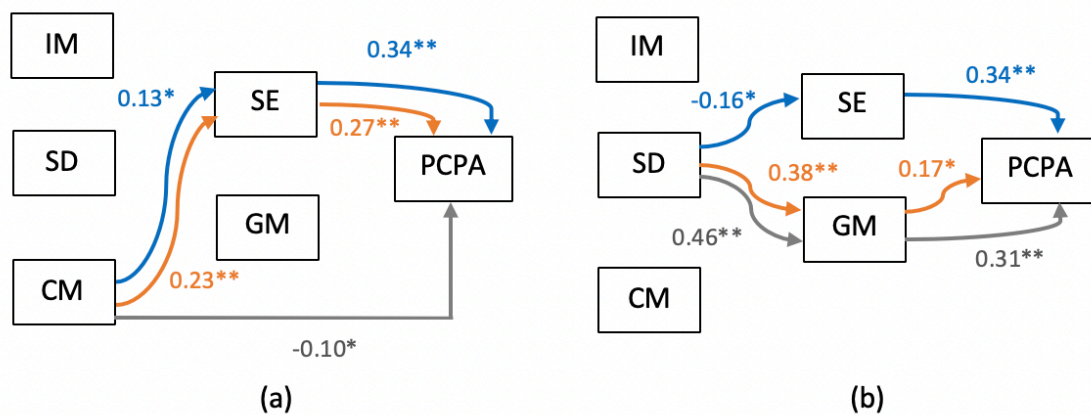 IM
0.13*
SE
0.34**
0.27**
SD
PCPA
GM
0.23**
CM
-0.10*
(a)
IM
-0.16*
SE
0.34**
SD
0.38**
0.17*
PCPA
GM
0.46**
0.31**
CM
(b)